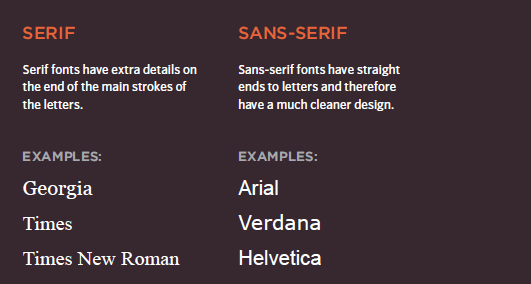 SERIF
Serif fonts have extra details on
the end of the main strokes of
the letters.
EXAMPLES:
Georgia
Times
Times New Roman
SANS-SERIF
Sans-serif fonts have straight
ends to letters and therefore
have a much cleaner design.
EXAMPLES:
Arial
Verdana
Helvetica